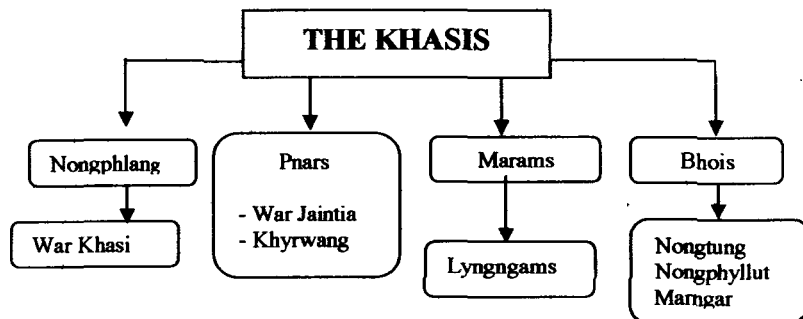 THE KHASIS
Nongphlang
War Khasi
Pnars
- War Jaintia
- Khyrwang
Marams
Lyngngams
Bhois
Nongtung
Nongphyllut
Marngar